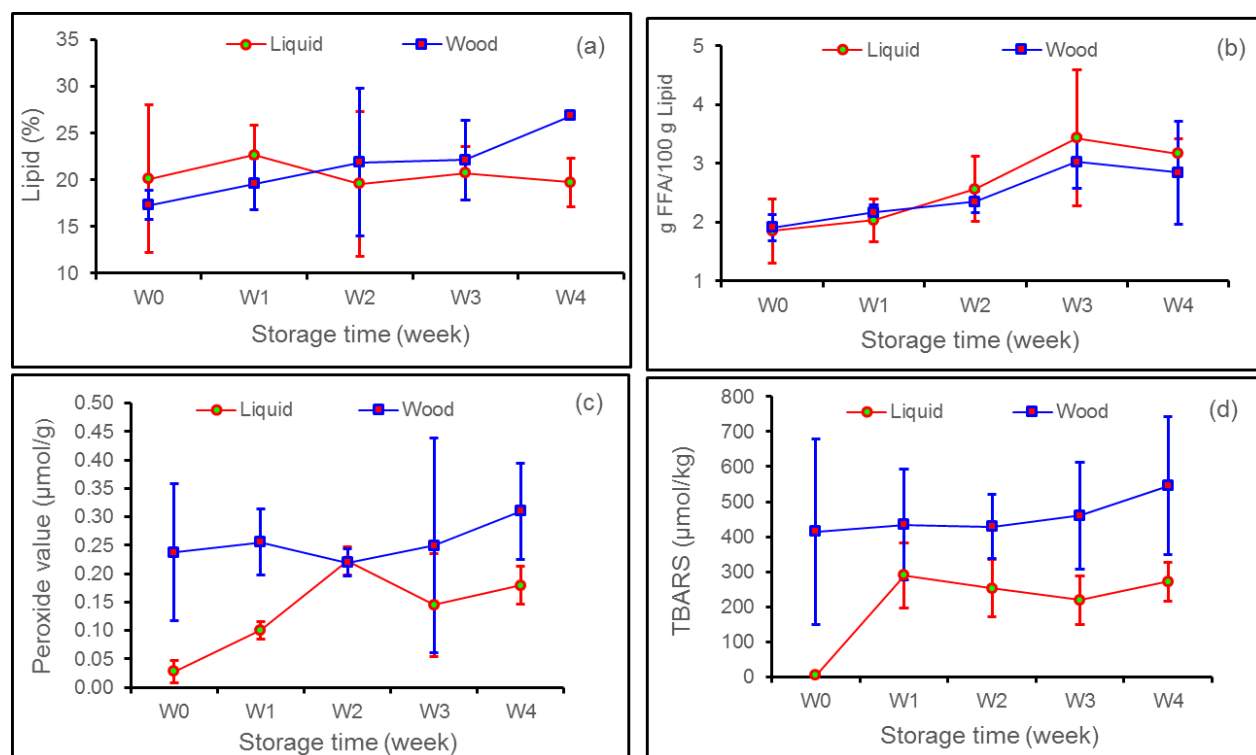 Liquid Wood (a)
35
30
25
20
15
10
Lipid (%)
W0 W1 W2 W3 W4
Storage time (week)
Liquid Wood (b)
5
4
3
2
1
g FFA/100 g Lipid
W0 W1 W2 W3 W4
Storage time (week)
Liquid Wood (c)
0.50
0.45
0.40
0.35
0.30
0.25
0.20
0.15
0.10
0.05
0.00
Peroxide value (µmol/g)
W0 W1 W2 W3 W4
Storage time (week)
Liquid Wood (d)
800
700
600
500
400
300
200
100
0
TBARS (µmol/kg)
W0 W1 W2 W3 W4
Storage time (week)